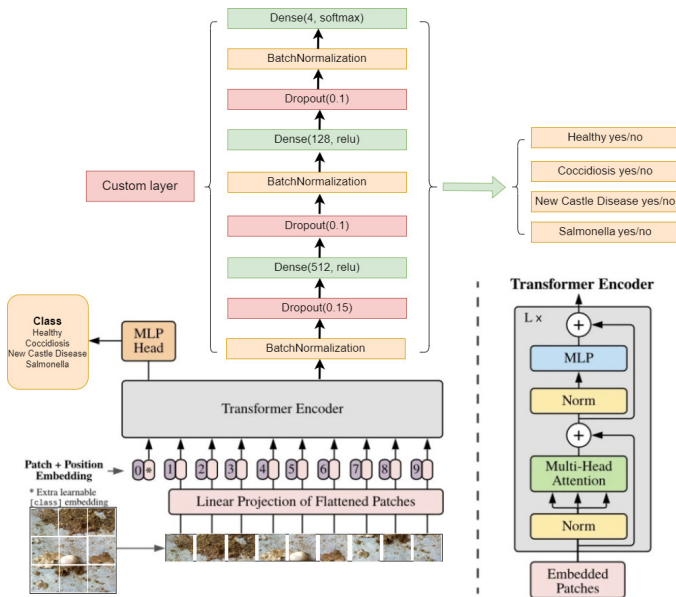 Dense(4, softmax)
BatchNormalization
Dropout(0.1)
Dense(128, relu)
BatchNormalization
Dropout(0.1)
Dense(512, relu)
Dropout(0.15)
BatchNormalization
Custom layer
Healthy yes/no
Coccidiosis yes/no
New Castle Disease yes/no
Salmonella yes/no
Class
Healthy
Coccidiosis
New Castle Disease
Salmonella
MLP
Head
Transformer Encoder
Patch + Position
Embedding
0 * 1 2 3 4 5 6 7 8 9
* Extra learnable
[class] embedding
Linear Projection of Flattened Patches
Transformer Encoder
L x
+
MLP
Norm
+
Multi-Head
Attention
Norm
Embedded
Patches